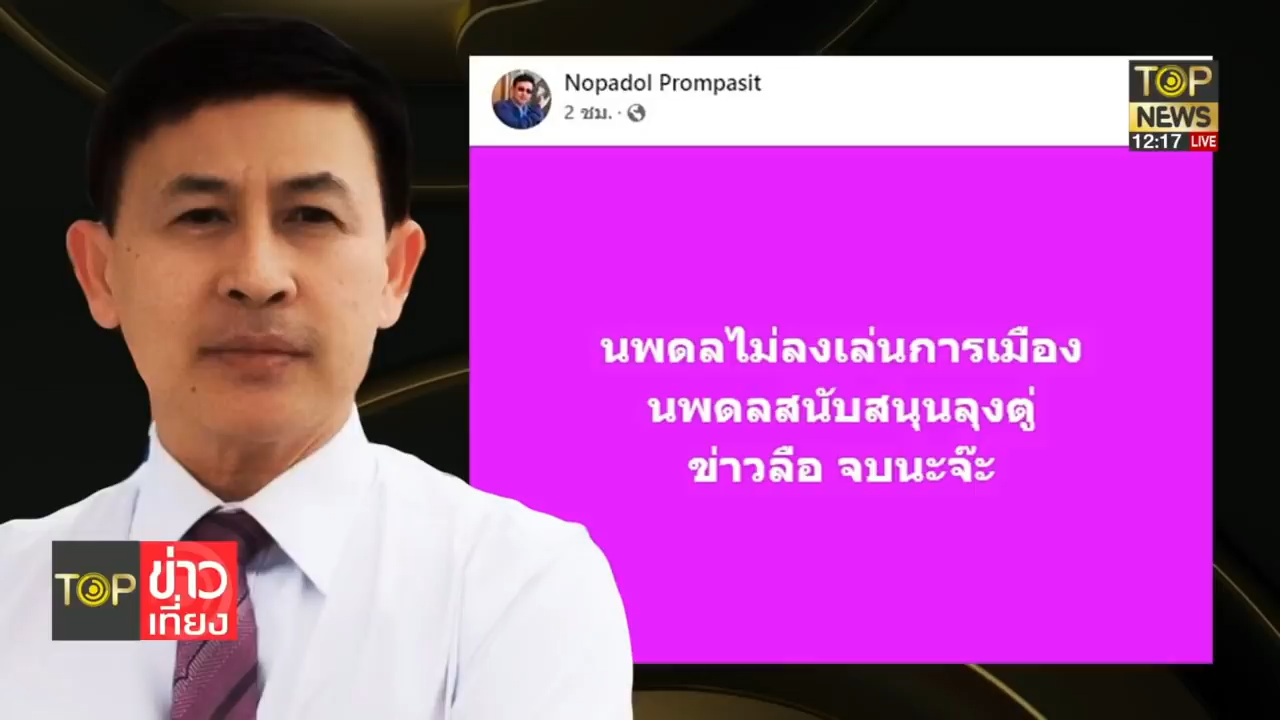 Nopadol Prompasit
2 ชม. ·
TOP
NEWS
12:17 LIVE
นพดลไม่ลงเล่นการเมือง
นพดลสนับสนุนลุงตู่
ข่าวลือ จบนะจ๊ะ
TOP ข่าว
เที่ยง